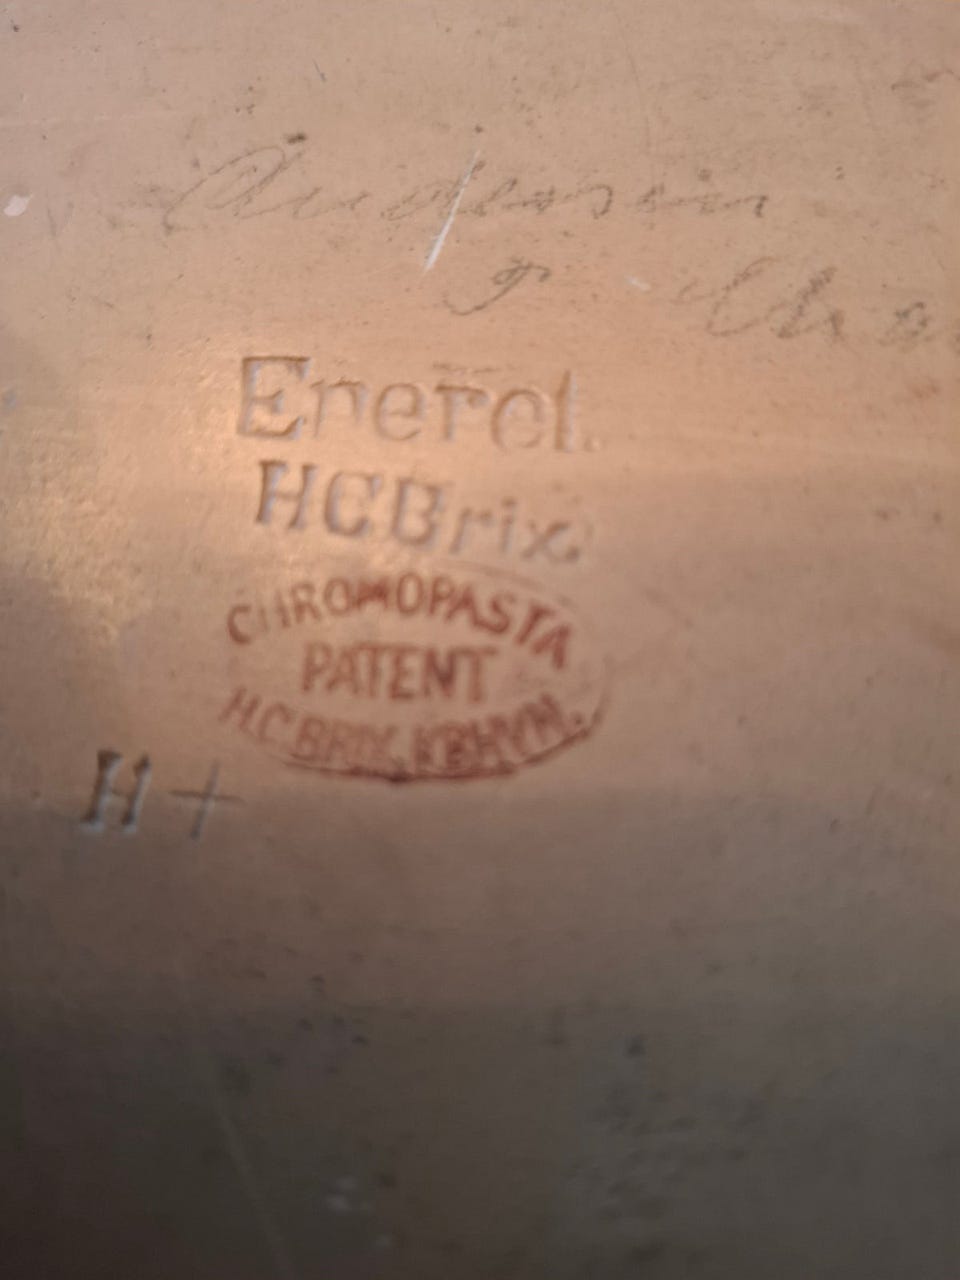 Eneret.
HCBrix.
CHROMOPASTA
PATENT
H.C.BRIX.KBHVN.
H +